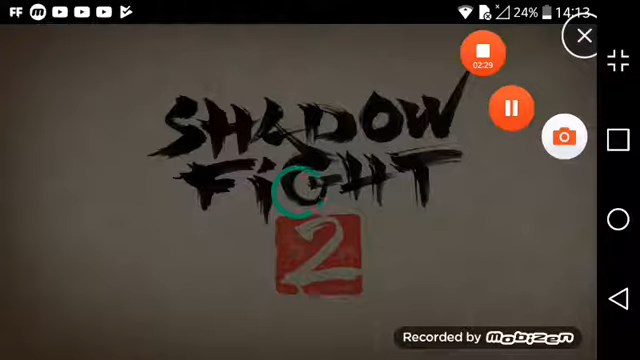 FF
24% 14:13
02:29
SHADOW
FiGHT
2
Recorded by mobizen